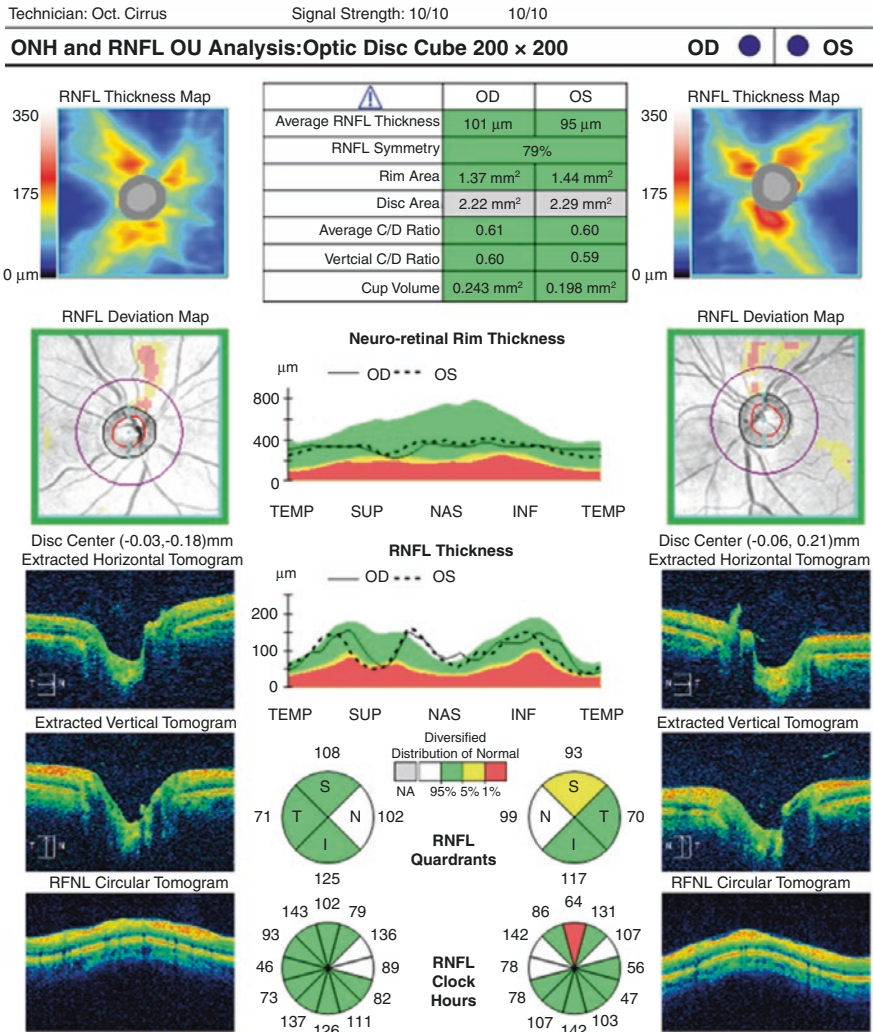 Technician: Oct. Cirrus Signal Strength: 10/10 10/10
ONH and RNFL OU Analysis:Optic Disc Cube 200 × 200 OD OS
RNFL Thickness Map
350
175
0 μm
OD OS
Average RNFL Thickness 101 μm 95 μm
RNFL Symmetry 79%
Rim Area 1.37 mm² 1.44 mm²
Disc Area 2.22 mm² 2.29 mm²
Average C/D Ratio 0.61 0.60
Vertcial C/D Ratio 0.60 0.59
Cup Volume 0.243 mm² 0.198 mm²
RNFL Thickness Map
350
175
0 μm
RNFL Deviation Map
Disc Center (-0.03,-0.18)mm
Extracted Horizontal Tomogram
T N
Extracted Vertical Tomogram
I N
RFNL Circular Tomogram
Neuro-retinal Rim Thickness
μm
OD OS
800
400
0
TEMP SUP NAS INF TEMP
RNFL Thickness
μm
OD OS
200
100
0
TEMP SUP NAS INF TEMP
Diversified
Distribution of Normal
NA 95% 5% 1%
108
S
71 T N 102
I
125
RNFL
Quadrants
93
S
99 N T 70
I
117
102
143 79
93 136
46 89
73 82
137 111
126
RNFL
Clock
Hours
64
86 131
142 107
78 56
78 47
107 103
142
RNFL Deviation Map
Disc Center (-0.06, 0.21)mm
Extracted Horizontal Tomogram
T N
Extracted Vertical Tomogram
RFNL Circular Tomogram